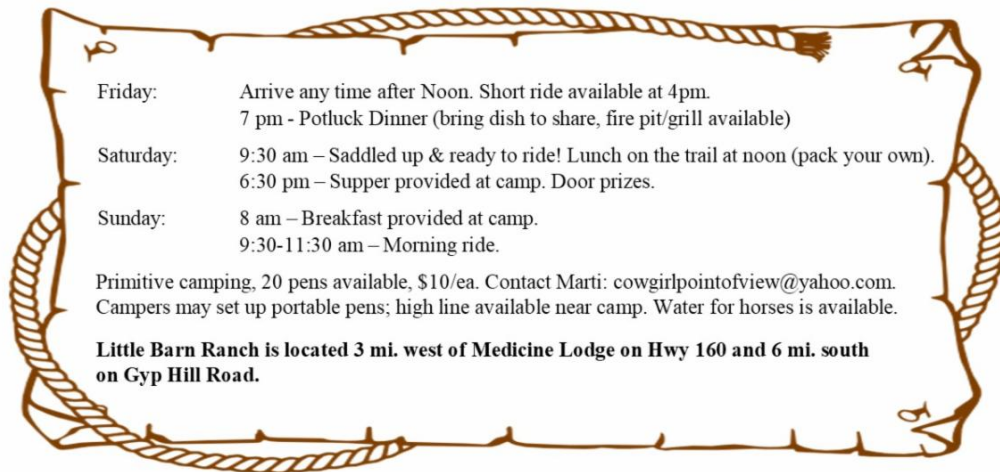 Friday: Arrive any time after Noon. Short ride available at 4pm.
7 pm - Potluck Dinner (bring dish to share, fire pit/grill available)
Saturday: 9:30 am – Saddled up & ready to ride! Lunch on the trail at noon (pack your own).
6:30 pm – Supper provided at camp. Door prizes.
Sunday: 8 am – Breakfast provided at camp.
9:30-11:30 am – Morning ride.
Primitive camping, 20 pens available, $10/ea. Contact Marti: cowgirlpointofview@yahoo.com.
Campers may set up portable pens; high line available near camp. Water for horses is available.
Little Barn Ranch is located 3 mi. west of Medicine Lodge on Hwy 160 and 6 mi. south
on Gyp Hill Road.